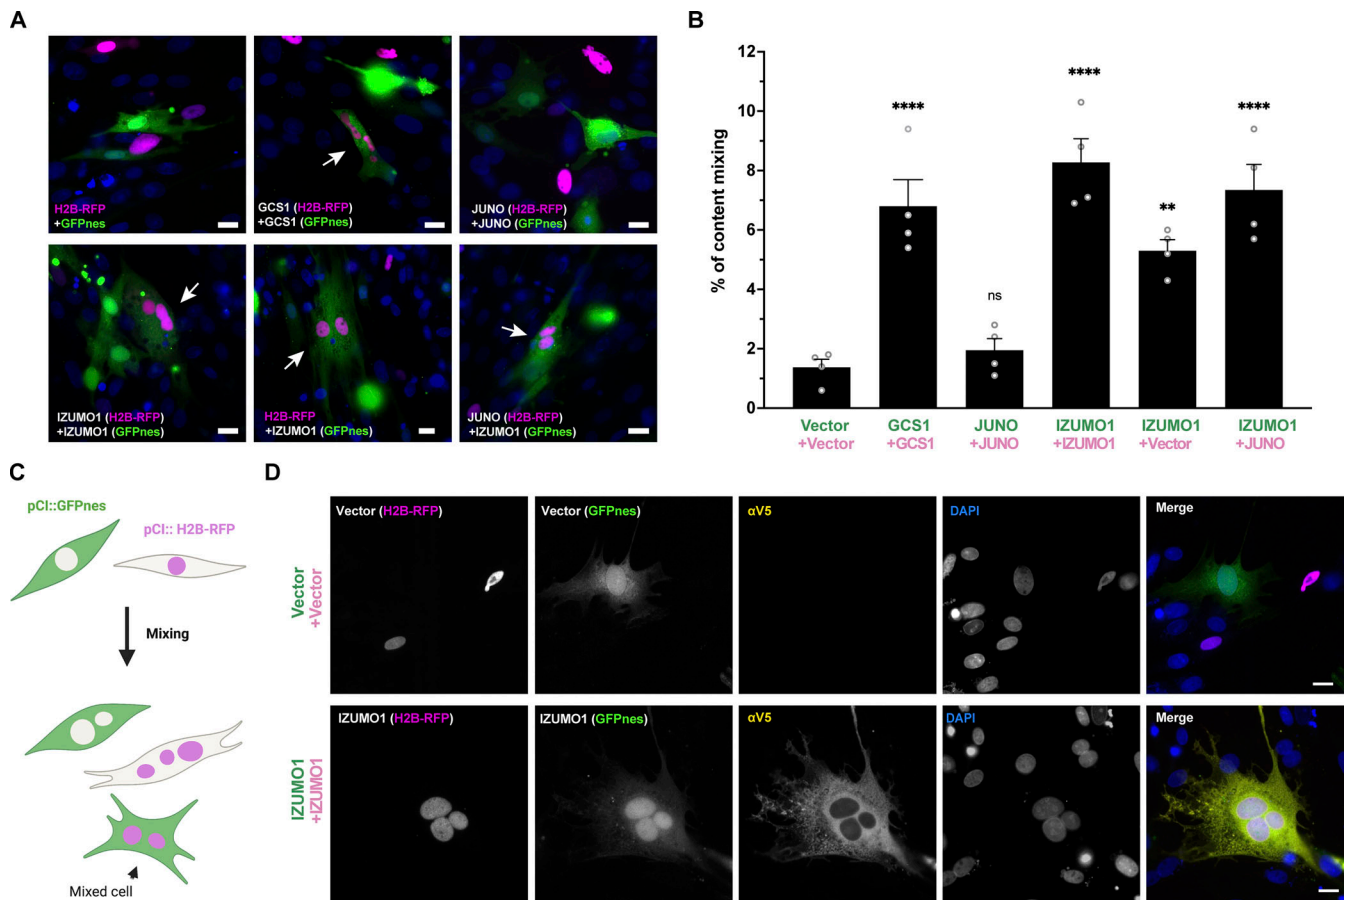 A
H2B-RFP
+GFPnes
GCS1 (H2B-RFP)
+GCS1 (GFPnes)
JUNO (H2B-RFP)
+JUNO (GFPnes)
IZUMO1 (H2B-RFP)
+IZUMO1 (GFPnes)
H2B-RFP
+IZUMO1 (GFPnes)
JUNO (H2B-RFP)
+IZUMO1 (GFPnes)
B
% of content mixing
12
10
8
6
4
2
0
****
ns
****
**
****
Vector
+Vector
GCS1
+GCS1
JUNO
+JUNO
IZUMO1
+IZUMO1
IZUMO1
+Vector
IZUMO1
+JUNO
C
pCI::GFPnes
pCI:: H2B-RFP
Mixing
Mixed cell
D
Vector
+Vector
Vector (H2B-RFP)
Vector (GFPnes)
αV5
DAPI
Merge
IZUMO1
+IZUMO1
IZUMO1 (H2B-RFP)
IZUMO1 (GFPnes)
αV5
DAPI
Merge